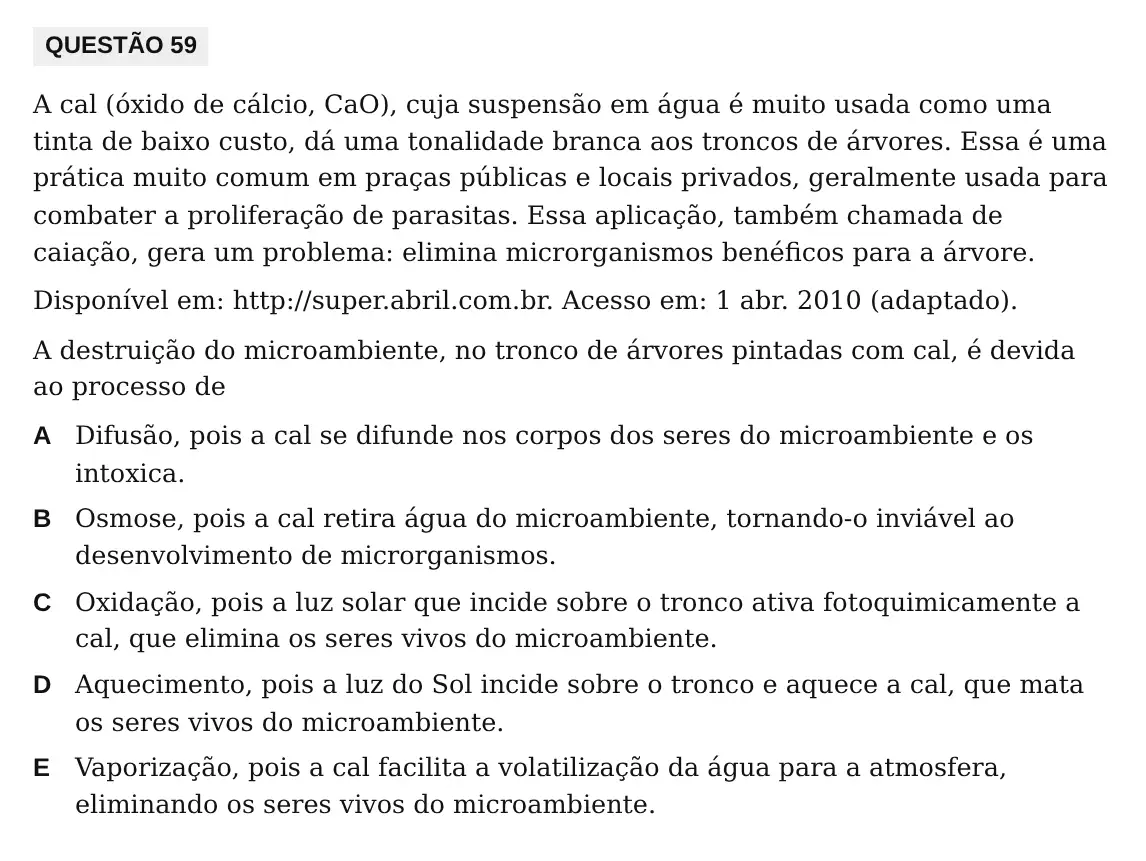 QUESTÃO 59
A cal (óxido de cálcio, CaO), cuja suspensão em água é muito usada como uma
tinta de baixo custo, dá uma tonalidade branca aos troncos de árvores. Essa é uma
prática muito comum em praças públicas e locais privados, geralmente usada para
combater a proliferação de parasitas. Essa aplicação, também chamada de
caiação, gera um problema: elimina microrganismos benéficos para a árvore.
Disponível em: http://super.abril.com.br. Acesso em: 1 abr. 2010 (adaptado).
A destruição do microambiente, no tronco de árvores pintadas com cal, é devida
ao processo de
A Difusão, pois a cal se difunde nos corpos dos seres do microambiente e os
intoxica.
B Osmose, pois a cal retira água do microambiente, tornando-o inviável ao
desenvolvimento de microrganismos.
C Oxidação, pois a luz solar que incide sobre o tronco ativa fotoquimicamente a
cal, que elimina os seres vivos do microambiente.
D Aquecimento, pois a luz do Sol incide sobre o tronco e aquece a cal, que mata
os seres vivos do microambiente.
E Vaporização, pois a cal facilita a volatilização da água para a atmosfera,
eliminando os seres vivos do microambiente.